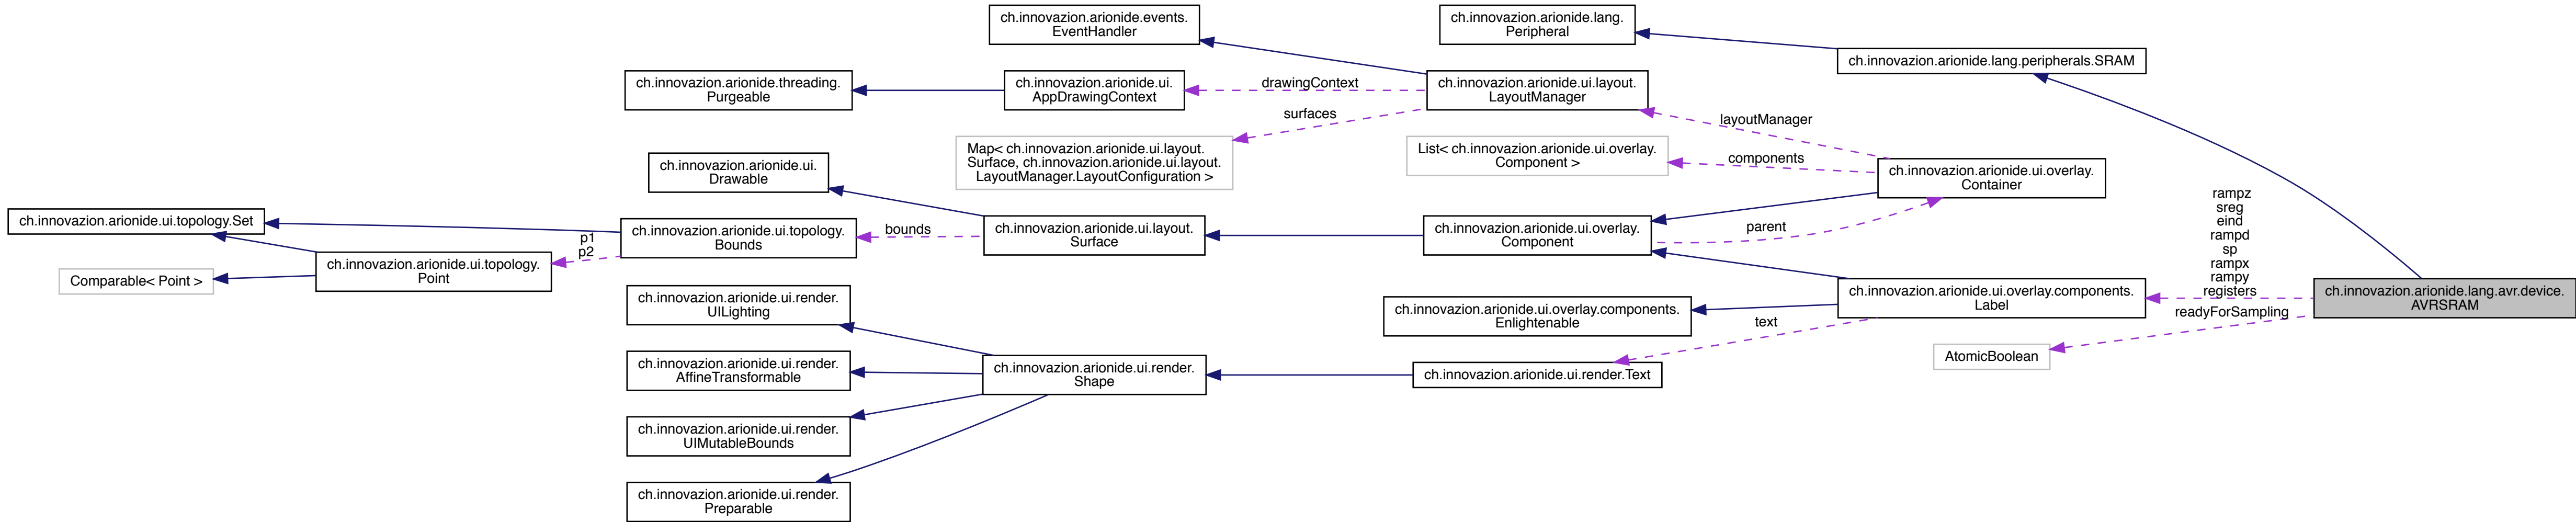 ch.innovazion.arionide.events.
EventHandler
ch.innovazion.arionide.lang.
Peripheral
ch.innovazion.arionide.lang.peripherals.SRAM
ch.innovazion.arionide.threading.
Purgeable
ch.innovazion.arionide.ui.
AppDrawingContext
drawingContext
ch.innovazion.arionide.ui.layout.
LayoutManager
surfaces
layoutManager
Map< ch.innovazion.arionide.ui.layout.
Surface, ch.innovazion.arionide.ui.layout.
LayoutManager.LayoutConfiguration >
List< ch.innovazion.arionide.ui.overlay.
Component >
components
ch.innovazion.arionide.ui.
Drawable
ch.innovazion.arionide.ui.overlay.
Container
ch.innovazion.arionide.ui.topology.Set
ch.innovazion.arionide.ui.topology.
Bounds
bounds
ch.innovazion.arionide.ui.layout.
Surface
ch.innovazion.arionide.ui.overlay.
Component
parent
rampz
sreg
eind
rampd
sp
rampx
rampy
registers
p1
p2
ch.innovazion.arionide.ui.topology.
Point
Comparable< Point >
ch.innovazion.arionide.ui.render.
UILighting
ch.innovazion.arionide.ui.overlay.components.
Enlightenable
ch.innovazion.arionide.ui.overlay.components.
Label
ch.innovazion.arionide.lang.avr.device.
AVRSRAM
readyForSampling
text
AtomicBoolean
ch.innovazion.arionide.ui.render.
AffineTransformable
ch.innovazion.arionide.ui.render.
Shape
ch.innovazion.arionide.ui.render.Text
ch.innovazion.arionide.ui.render.
UIMutableBounds
ch.innovazion.arionide.ui.render.
Preparable